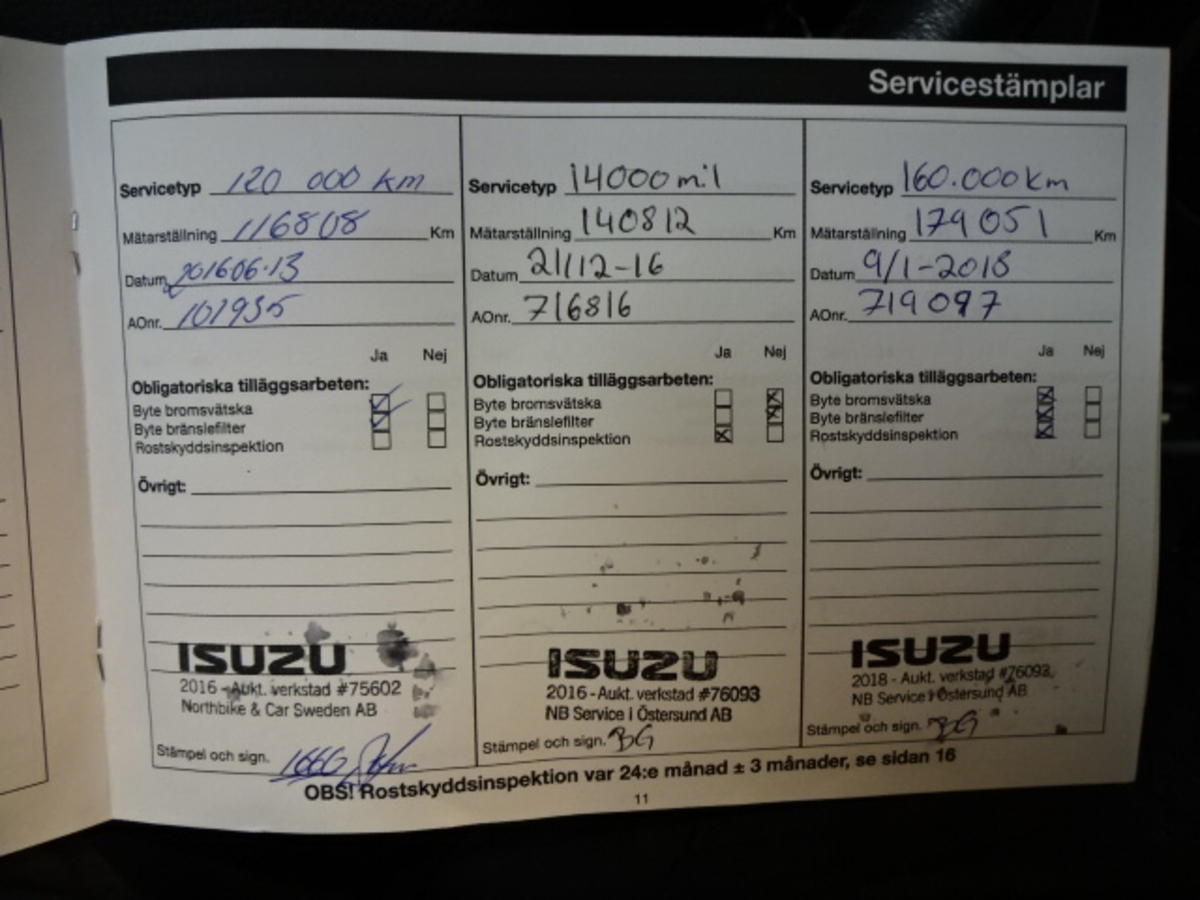 Servicestämplar
Servicetyp 120 000 km
Mätarställning 116808 Km
Datum 201606-13
AOnr. 101935
Ja Nej
Obligatoriska tilläggsarbeten:
Byte bromsvätska
Byte bränslefilter
Rostskyddsinspektion
Övrigt:
ISUZU
2016 - Aukt. verkstad #75602
Northbike & Car Sweden AB
Stämpel och sign.
Servicetyp 14000 mil
Mätarställning 140812 Km
Datum 21/12-16
AOnr. 716816
Ja Nej
Obligatoriska tilläggsarbeten:
Byte bromsvätska
Byte bränslefilter
Rostskyddsinspektion
Övrigt:
ISUZU
2016 - Aukt. verkstad #76093
NB Service i Östersund AB
Stämpel och sign. BG
Servicetyp 160.000 km
Mätarställning 179051 Km
Datum 9/1-2018
AOnr. 719097
Ja Nej
Obligatoriska tilläggsarbeten:
Byte bromsvätska
Byte bränslefilter
Rostskyddsinspektion
Övrigt:
ISUZU
2018 - Aukt. verkstad #76093
NB Service i Östersund AB
Stämpel och sign. BG
OBS! Rostskyddsinspektion var 24:e månad ± 3 månader, se sidan 16
11